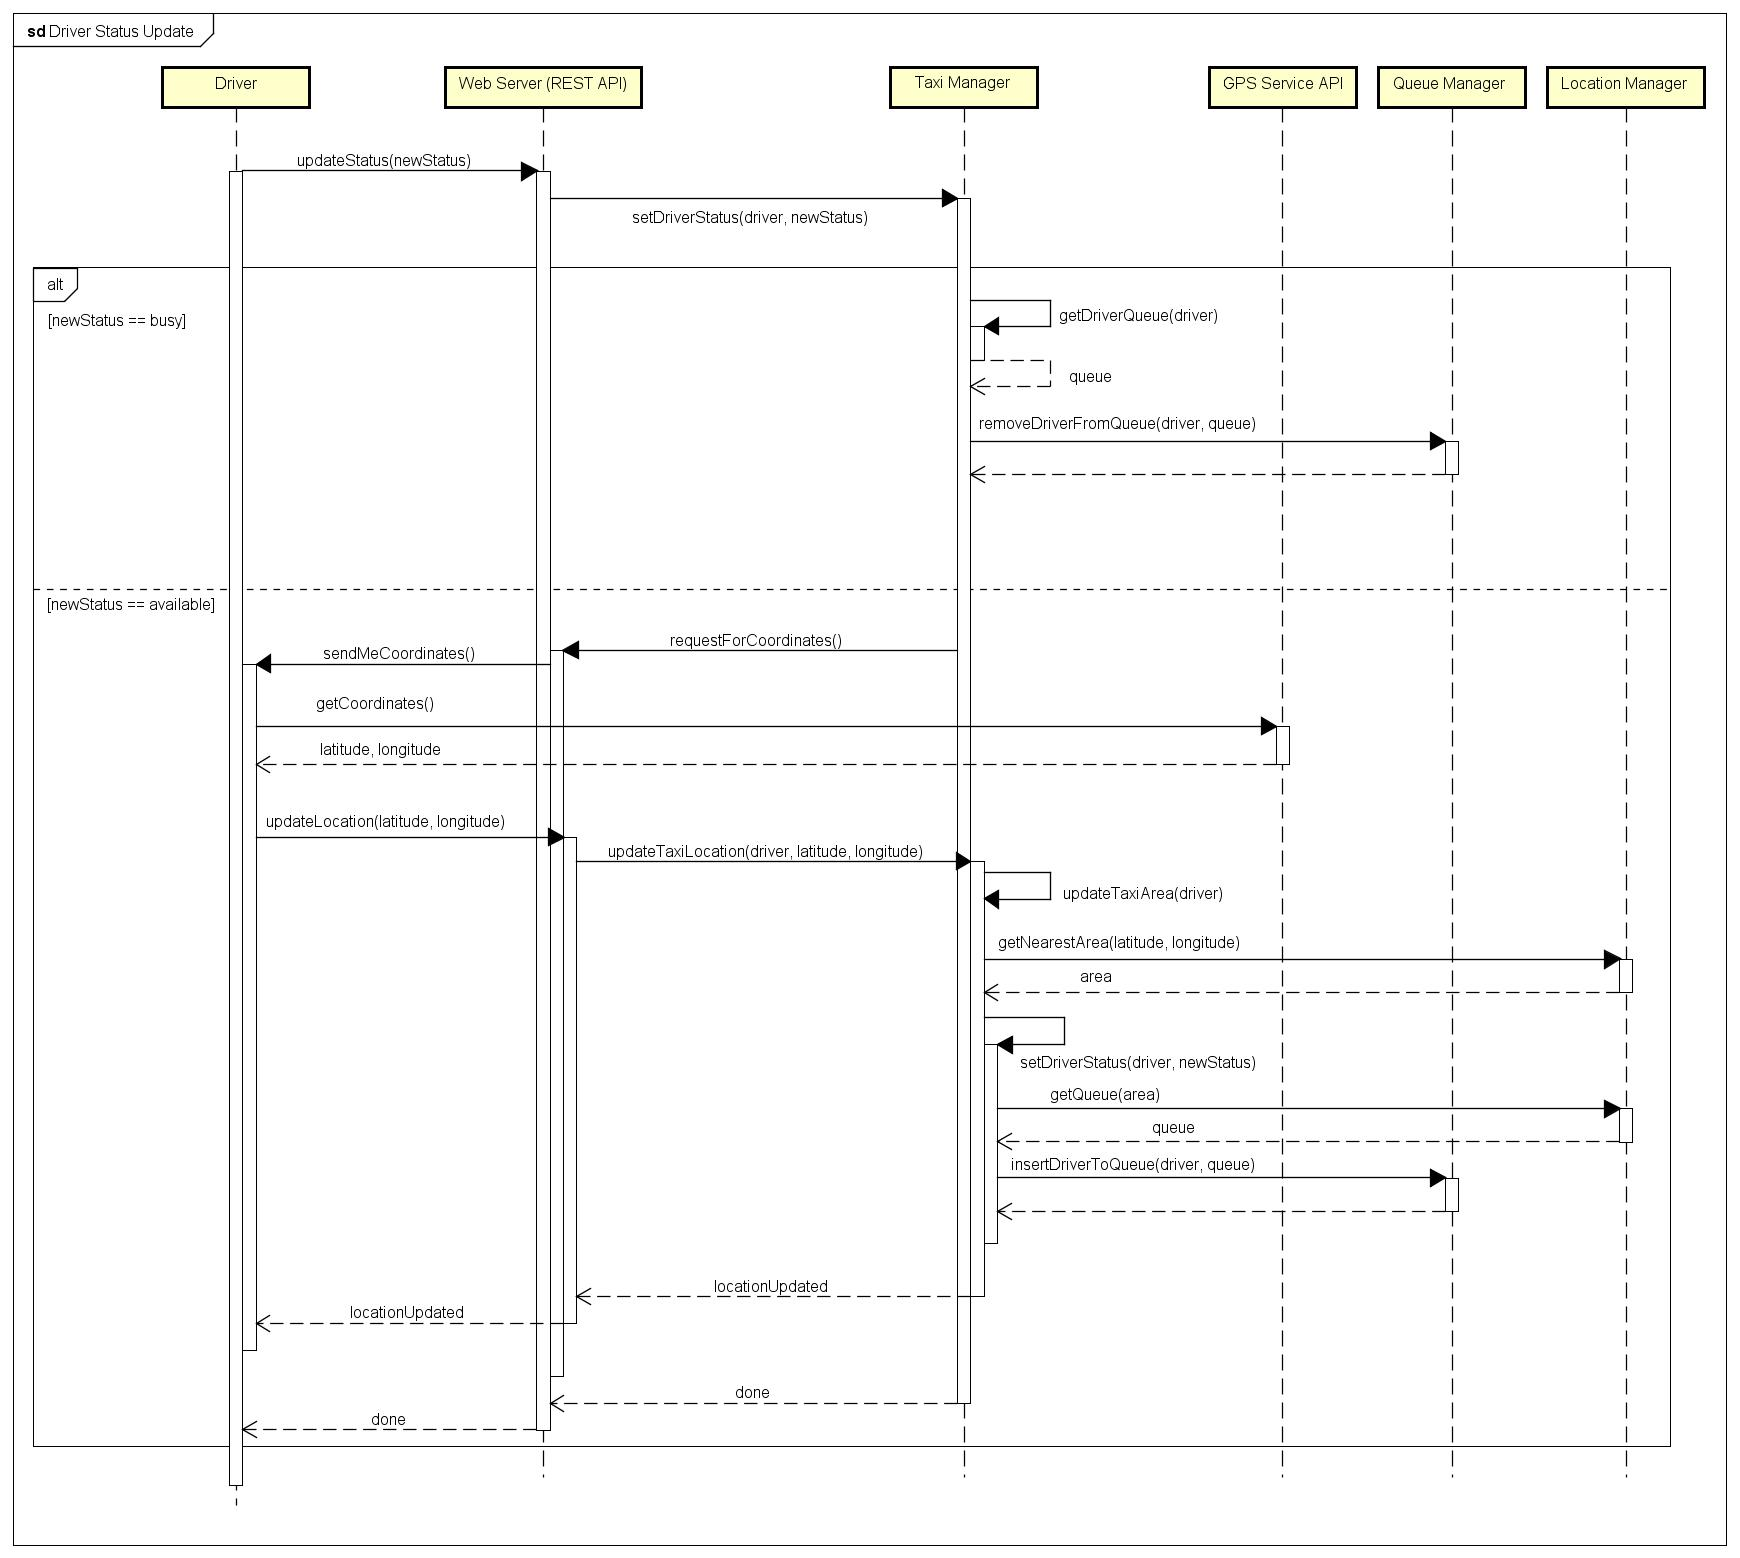 sd Driver Status Update
Driver
Web Server (REST API)
Taxi Manager
GPS Service API
Queue Manager
Location Manager
updateStatus(newStatus)
setDriverStatus(driver, newStatus)
alt
[newStatus == busy]
getDriverQueue(driver)
queue
removeDriverFromQueue(driver, queue)
[newStatus == available]
requestForCoordinates()
sendMeCoordinates()
getCoordinates()
latitude, longitude
updateLocation(latitude, longitude)
updateTaxiLocation(driver, latitude, longitude)
updateTaxiArea(driver)
getNearestArea(latitude, longitude)
area
setDriverStatus(driver, newStatus)
getQueue(area)
queue
insertDriverToQueue(driver, queue)
locationUpdated
locationUpdated
done
done